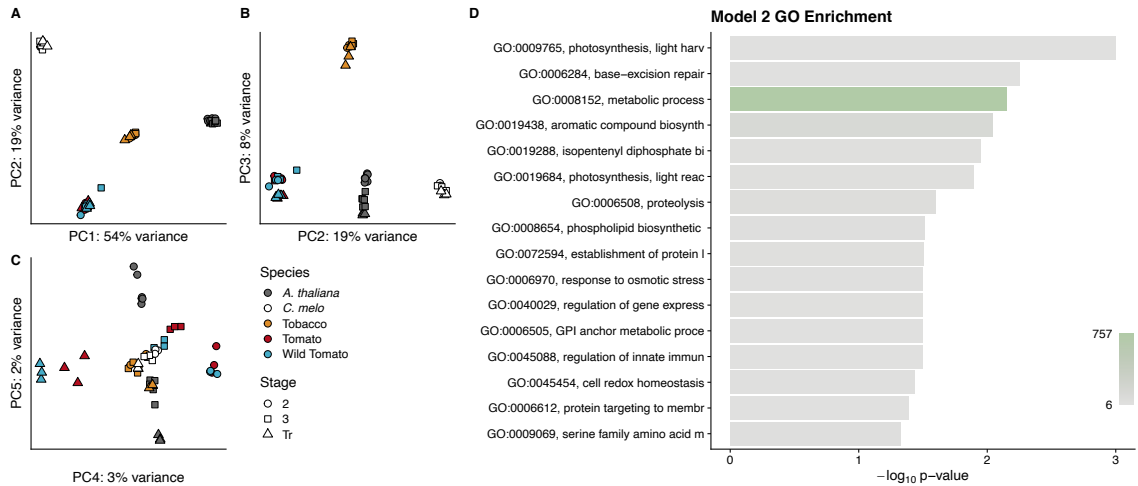 A
PC2: 19% variance
PC1: 54% variance
B
PC3: 8% variance
PC2: 19% variance
C
PC5: 2% variance
PC4: 3% variance
Species
A. thaliana
C. melo
Tobacco
Tomato
Wild Tomato
Stage
2
3
Tr
D
Model 2 GO Enrichment
GO:0009765, photosynthesis, light harv
GO:0006284, base−excision repair
GO:0008152, metabolic process
GO:0019438, aromatic compound biosynth
GO:0019288, isopentenyl diphosphate bi
GO:0019684, photosynthesis, light reac
GO:0006508, proteolysis
GO:0008654, phospholipid biosynthetic
GO:0072594, establishment of protein l
GO:0006970, response to osmotic stress
GO:0040029, regulation of gene express
GO:0006505, GPI anchor metabolic proce
GO:0045088, regulation of innate immun
GO:0045454, cell redox homeostasis
GO:0006612, protein targeting to membr
GO:0009069, serine family amino acid m
0 1 2 3
−log10 p−value
757
6